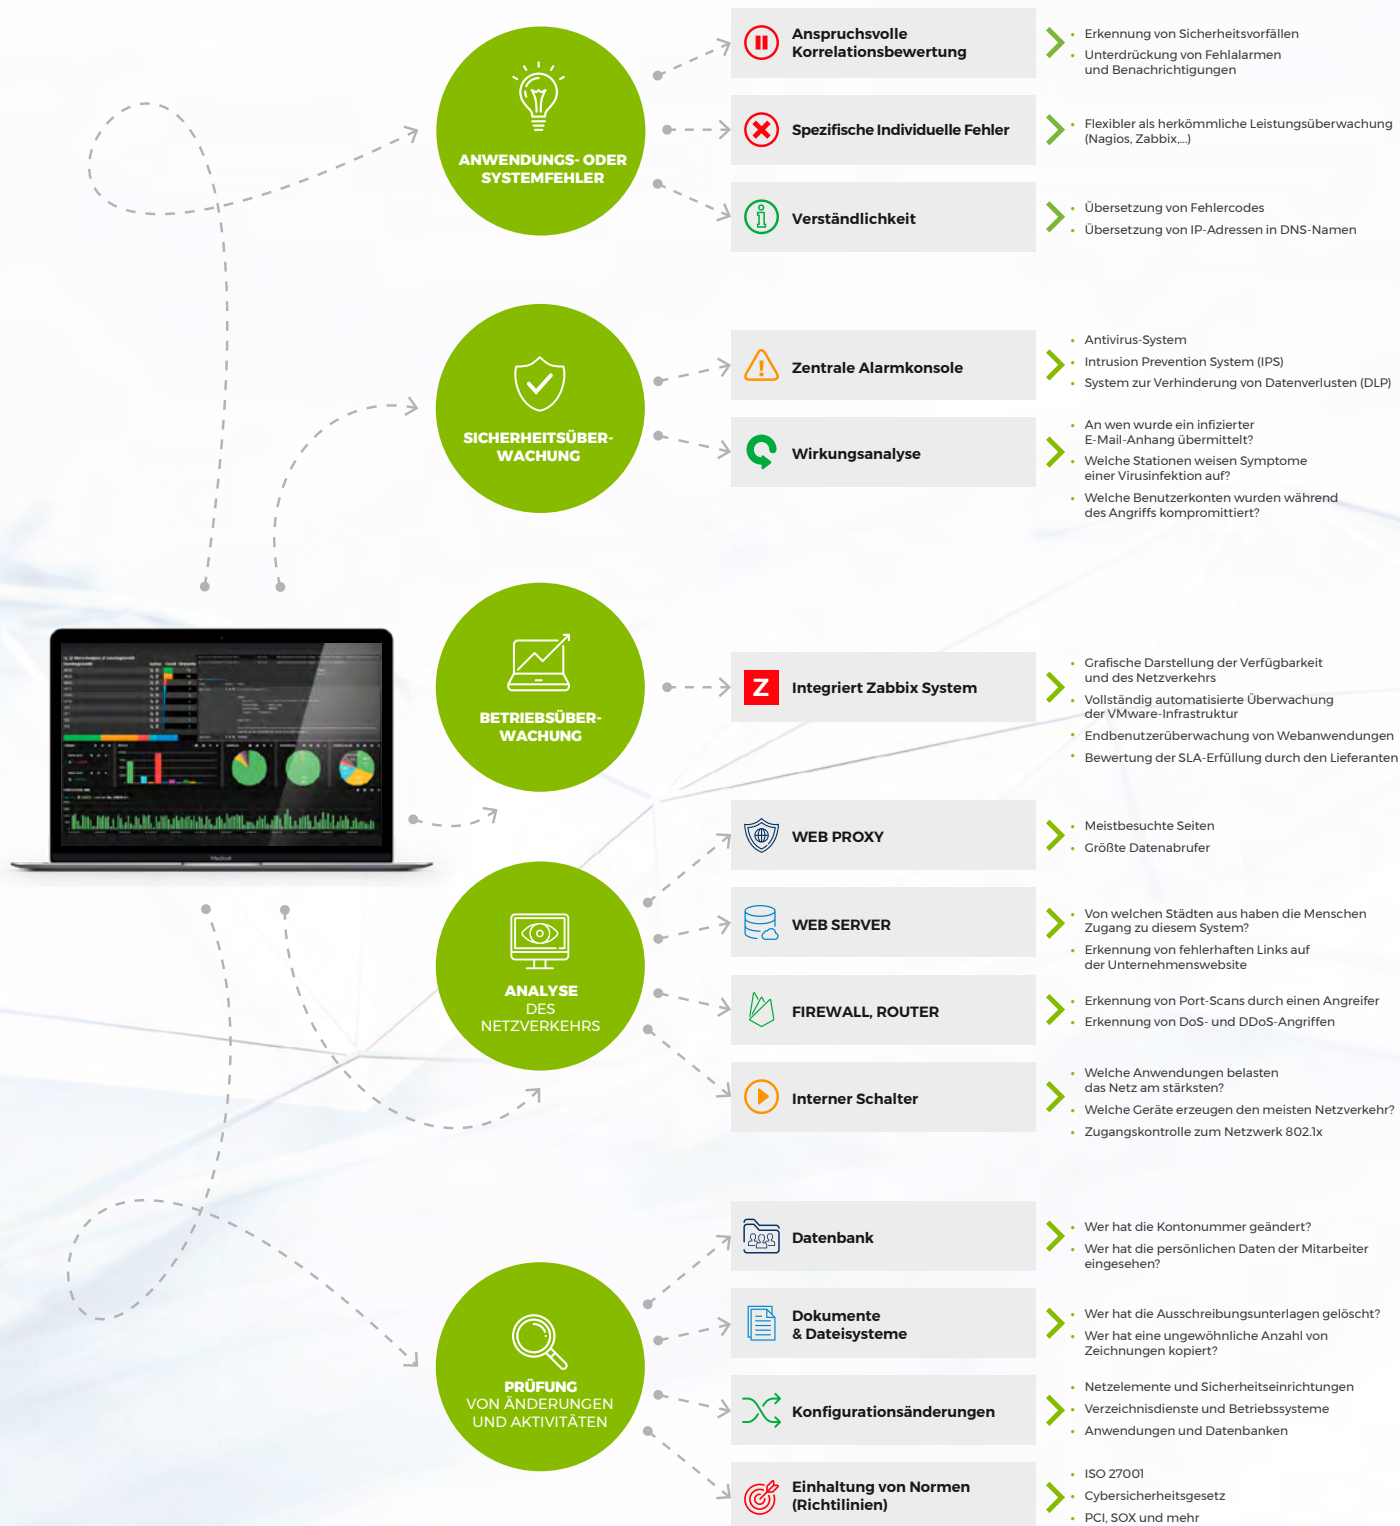 Anspruchsvolle
Korrelationsbewertung
• Erkennung von Sicherheitsvorfällen
• Unterdrückung von Fehlalarmen
und Benachrichtigungen
ANWENDUNGS- ODER
SYSTEMFEHLER
Spezifische Individuelle Fehler
• Flexibler als herkömmliche Leistungsüberwachung
(Nagios, Zabbix,...)
Verständlichkeit
• Übersetzung von Fehlercodes
• Übersetzung von IP-Adressen in DNS-Namen
SICHERHEITSÜBER-
WACHUNG
Zentrale Alarmkonsole
• Antivirus-System
• Intrusion Prevention System (IPS)
• System zur Verhinderung von Datenverlusten (DLP)
Wirkungsanalyse
• An wen wurde ein infizierter
E-Mail-Anhang übermittelt?
• Welche Stationen weisen Symptome
einer Virusinfektion auf?
• Welche Benutzerkonten wurden während
des Angriffs kompromittiert?
BETRIEBSÜBER-
WACHUNG
Z
Integriert Zabbix System
• Grafische Darstellung der Verfügbarkeit
und des Netzverkehrs
• Vollständig automatisierte Überwachung
der VMware-Infrastruktur
• Endbenutzerüberwachung von Webanwendungen
• Bewertung der SLA-Erfüllung durch den Lieferanten
MacBook
ANALYSE
DES
NETZVERKEHRS
WEB PROXY
• Meistbesuchte Seiten
• Größte Datenabrufer
WEB SERVER
• Von welchen Städten aus haben die Menschen
Zugang zu diesem System?
• Erkennung von fehlerhaften Links auf
der Unternehmenswebsite
FIREWALL, ROUTER
• Erkennung von Port-Scans durch einen Angreifer
• Erkennung von DoS- und DDoS-Angriffen
Interner Schalter
• Welche Anwendungen belasten
das Netz am stärksten?
• Welche Geräte erzeugen den meisten Netzverkehr?
• Zugangskontrolle zum Netzwerk 802.1x
PRÜFUNG
VON ÄNDERUNGEN
UND AKTIVITÄTEN
Datenbank
• Wer hat die Kontonummer geändert?
• Wer hat die persönlichen Daten der Mitarbeiter
eingesehen?
Dokumente
& Dateisysteme
• Wer hat die Ausschreibungsunterlagen gelöscht?
• Wer hat eine ungewöhnliche Anzahl von
Zeichnungen kopiert?
Konfigurationsänderungen
• Netzelemente und Sicherheitseinrichtungen
• Verzeichnisdienste und Betriebssysteme
• Anwendungen und Datenbanken
Einhaltung von Normen
(Richtilinien)
• ISO 27001
• Cybersicherheitsgesetz
• PCI, SOX und mehr